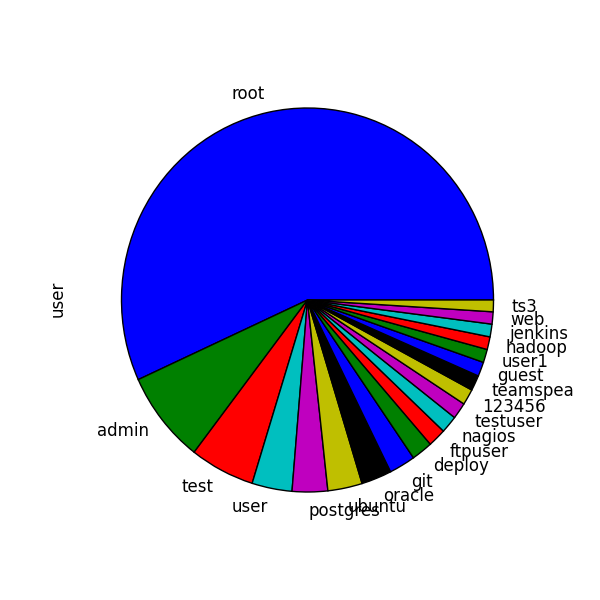 root
user
admin
test
user
postgres
ubuntu
oracle
git
deploy
ftpuser
nagios
testuser
123456
teamspea
guest
user1
hadoop
jenkins
web
ts3